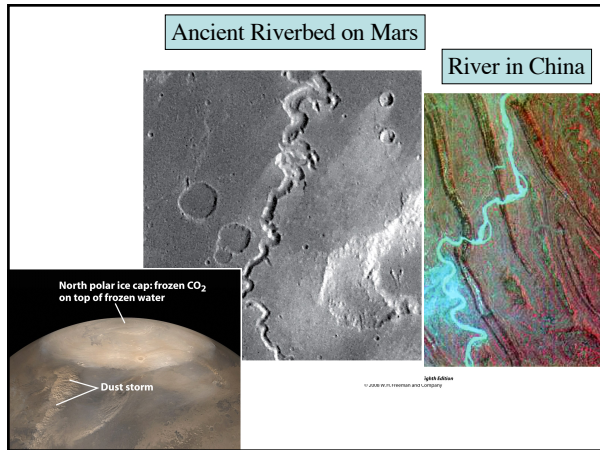 Ancient Riverbed on Mars
River in China
North polar ice cap: frozen CO₂
on top of frozen water
Dust storm
ighth Edition
© 2008 W.H. Freeman and Company